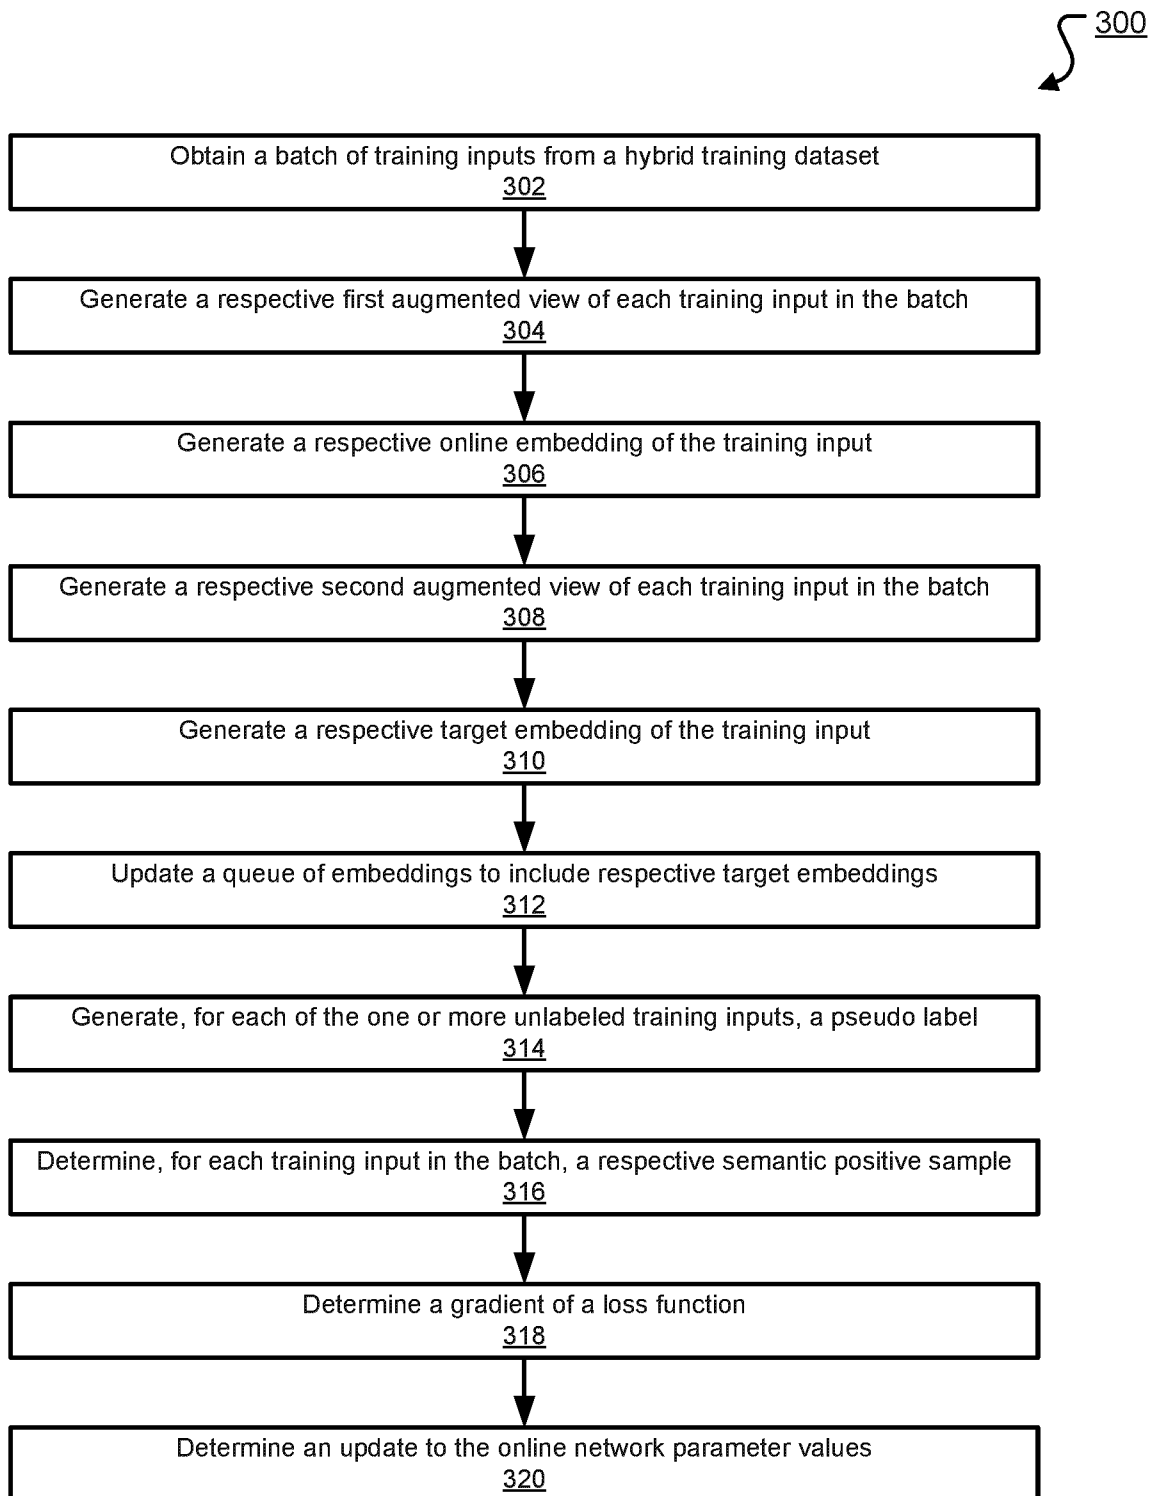 300
Obtain a batch of training inputs from a hybrid training dataset
302
Generate a respective first augmented view of each training input in the batch
304
Generate a respective online embedding of the training input
306
Generate a respective second augmented view of each training input in the batch
308
Generate a respective target embedding of the training input
310
Update a queue of embeddings to include respective target embeddings
312
Generate, for each of the one or more unlabeled training inputs, a pseudo label
314
Determine, for each training input in the batch, a respective semantic positive sample
316
Determine a gradient of a loss function
318
Determine an update to the online network parameter values
320